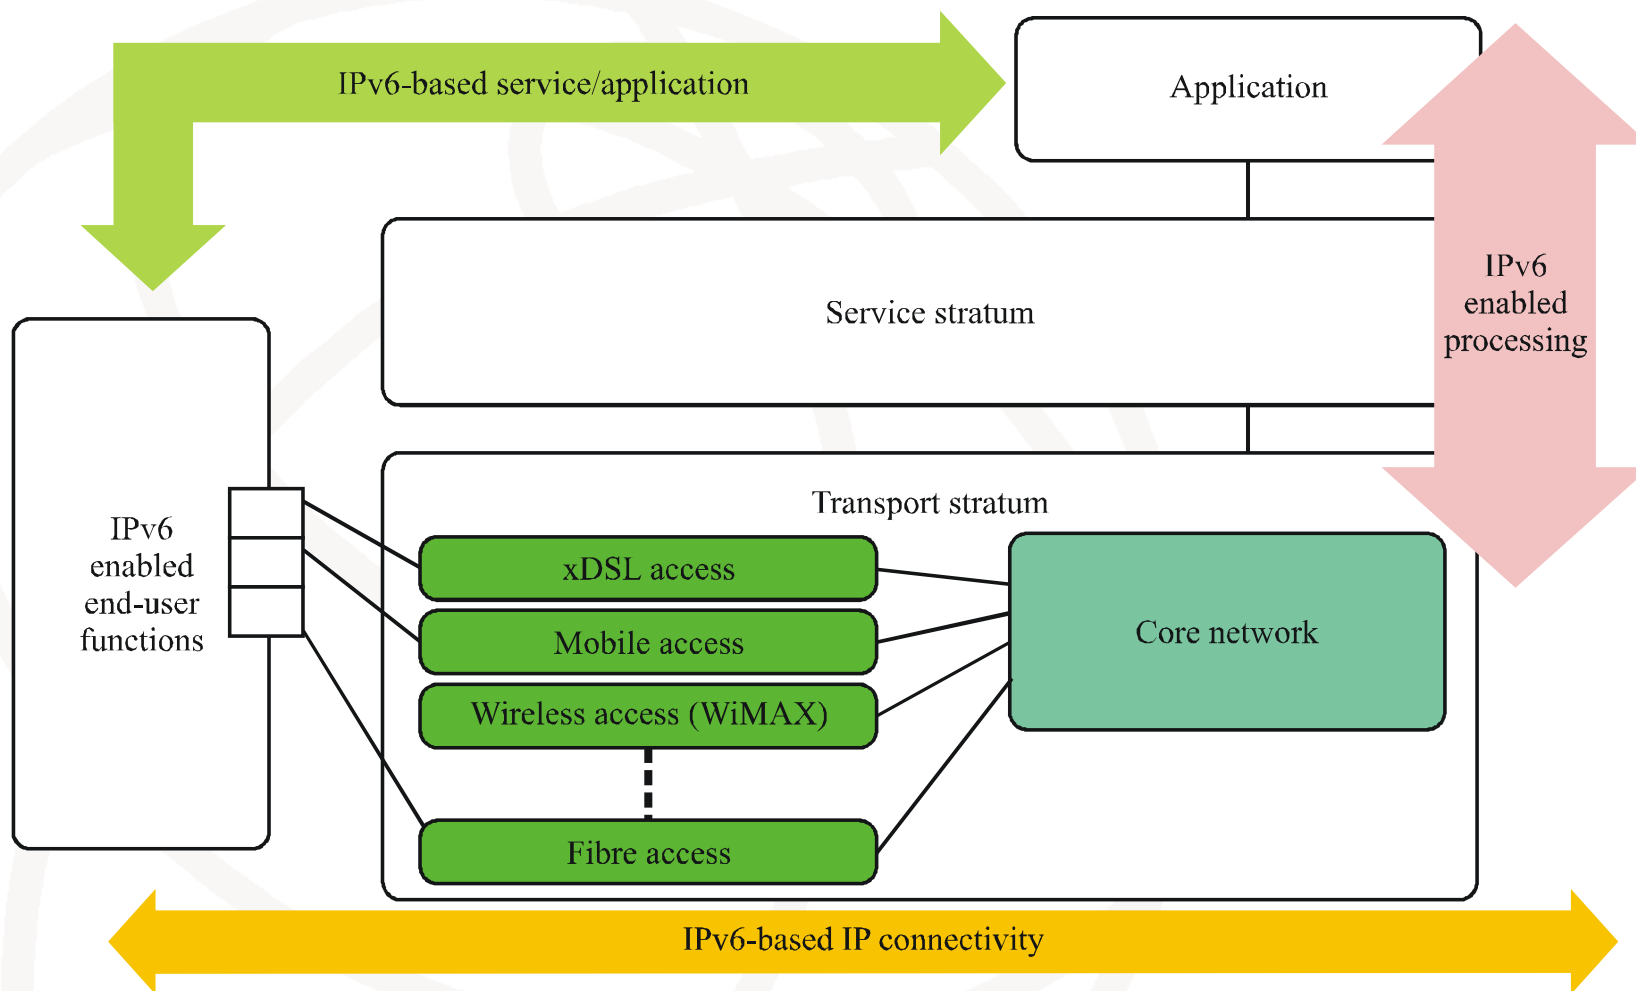 IPv6-based service/application
Application
IPv6
enabled
processing
Service stratum
Transport stratum
IPv6
enabled
end-user
functions
xDSL access
Mobile access
Wireless access (WiMAX)
Fibre access
Core network
IPv6-based IP connectivity